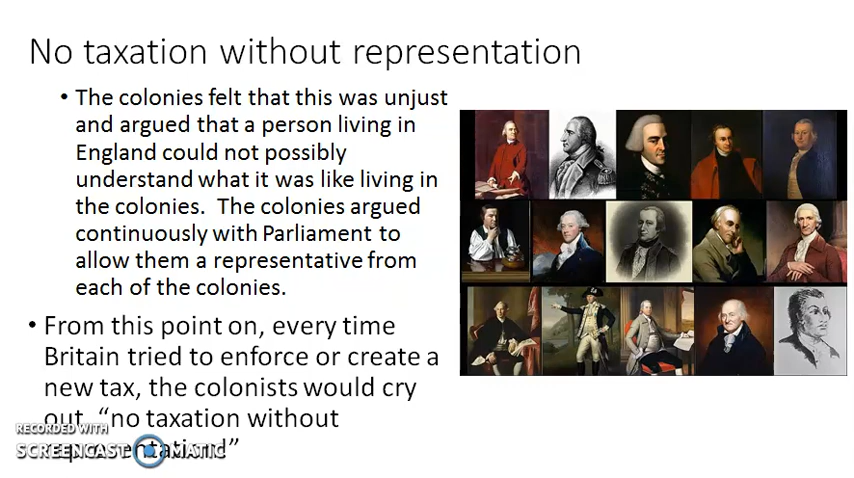 No taxation without representation
• The colonies felt that this was unjust
and argued that a person living in
England could not possibly
understand what it was like living in
the colonies.  The colonies argued
continuously with Parliament to
allow them a representative from
each of the colonies.
• From this point on, every time
Britain tried to enforce or create a
new tax, the colonists would cry
out, “no taxation without
representation!”
RECORDED WITH
SCREENCAST MATIC